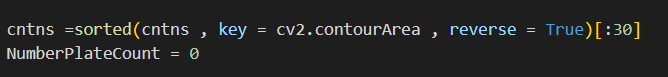 cntns =sorted(cntns , key = cv2.contourArea , reverse = True)[:30]
NumberPlateCount = 0